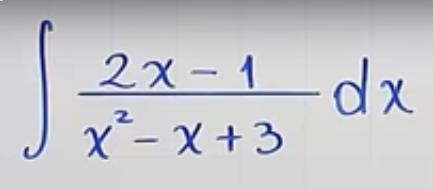 ∫ (2x - 1)/(x² - x + 3) dx